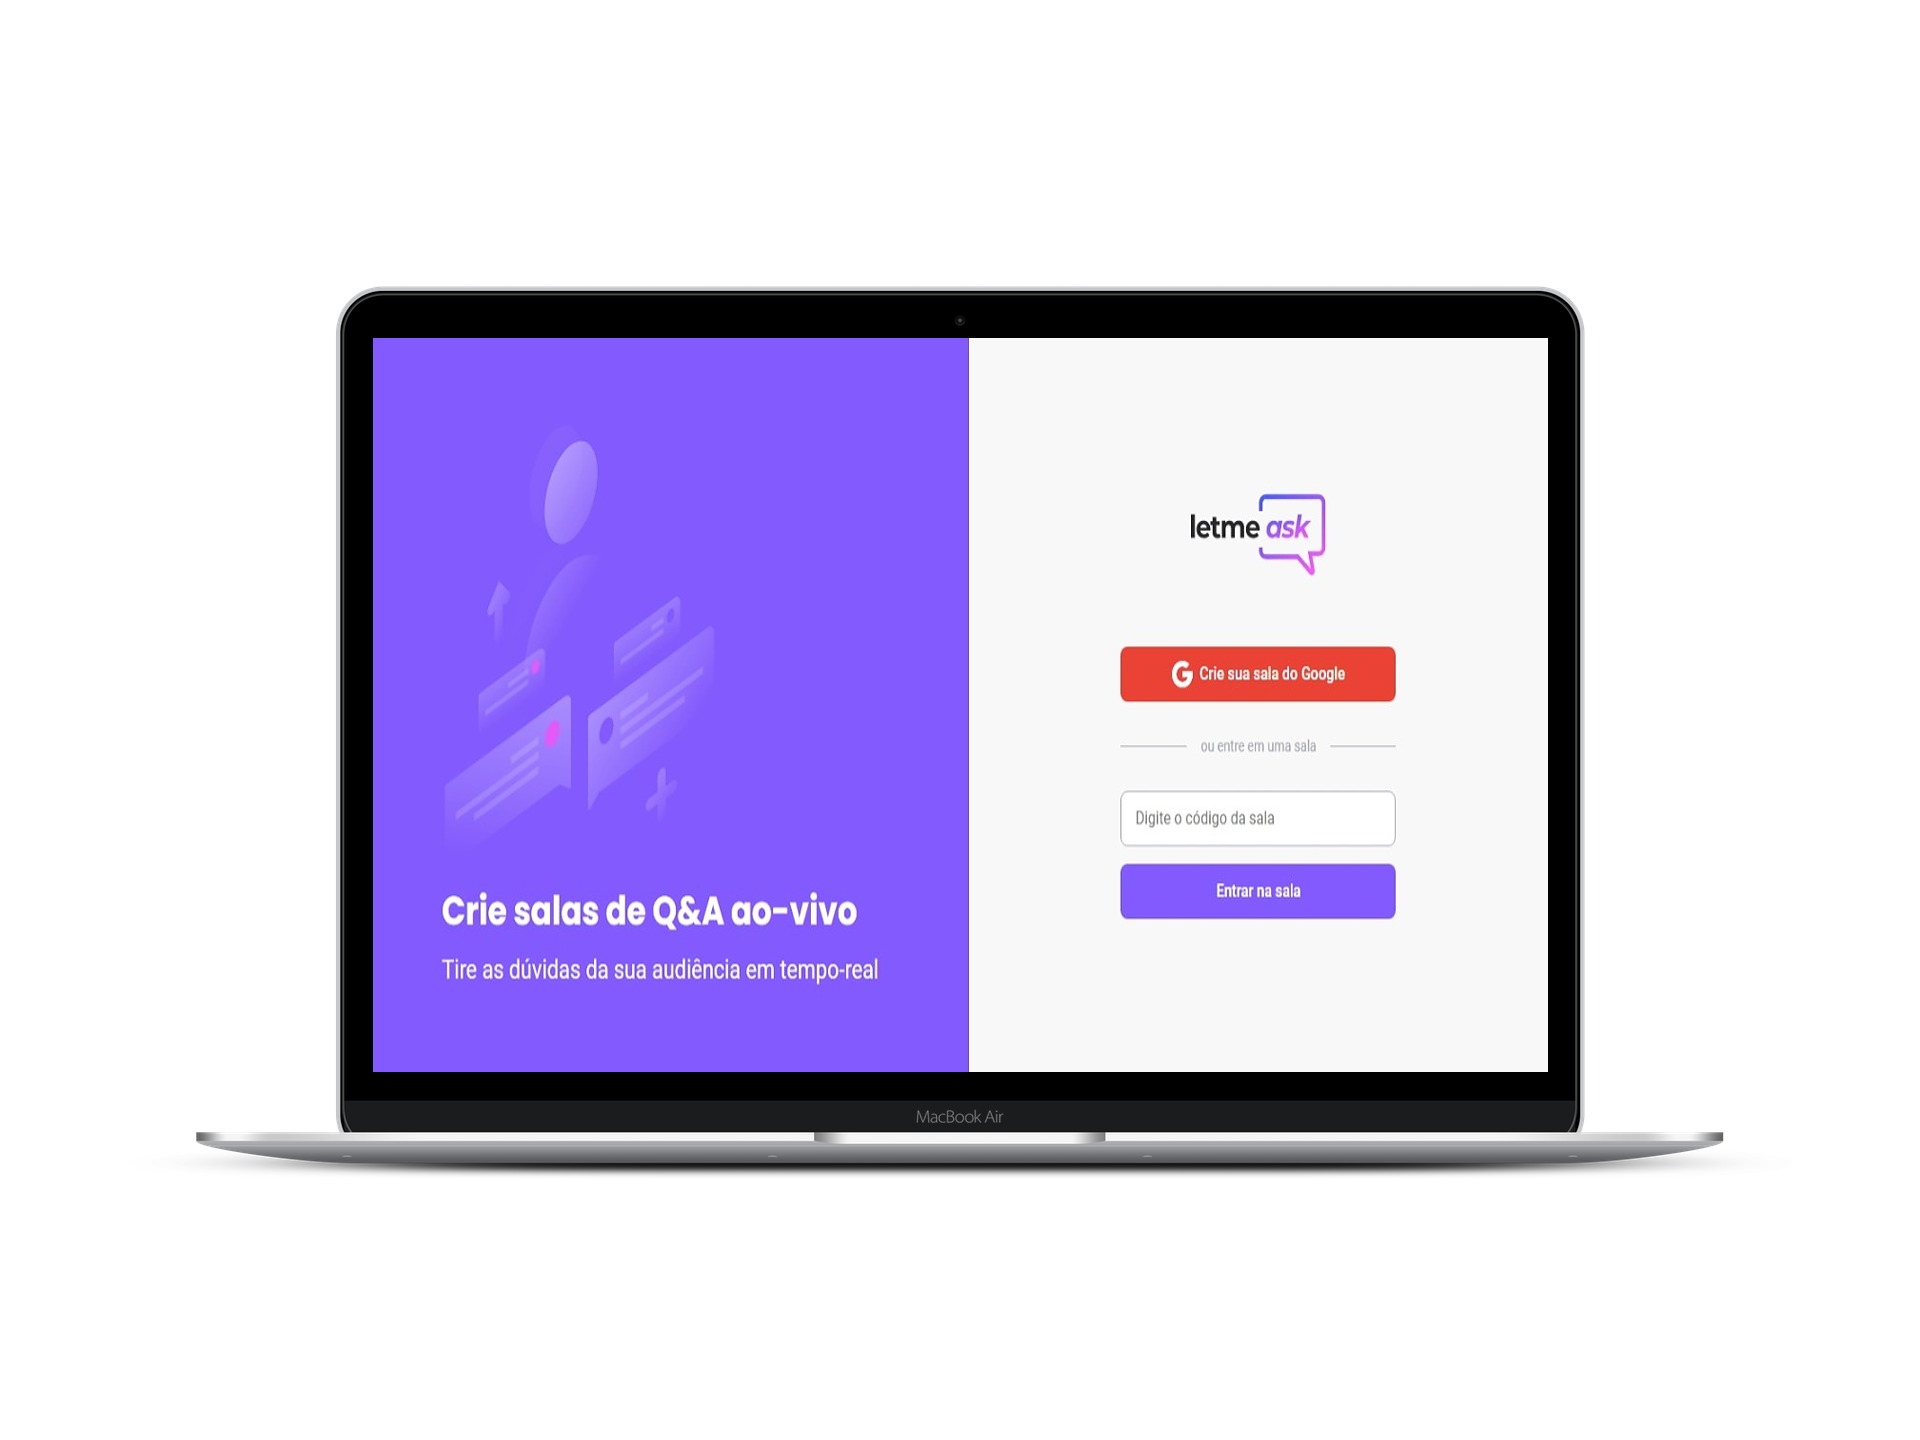 Crie salas de Q&A ao-vivo
Tire as dúvidas da sua audiência em tempo-real
letme ask
Crie sua sala do Google
ou entre em uma sala
Digite o código da sala
Entrar na sala
MacBook Air